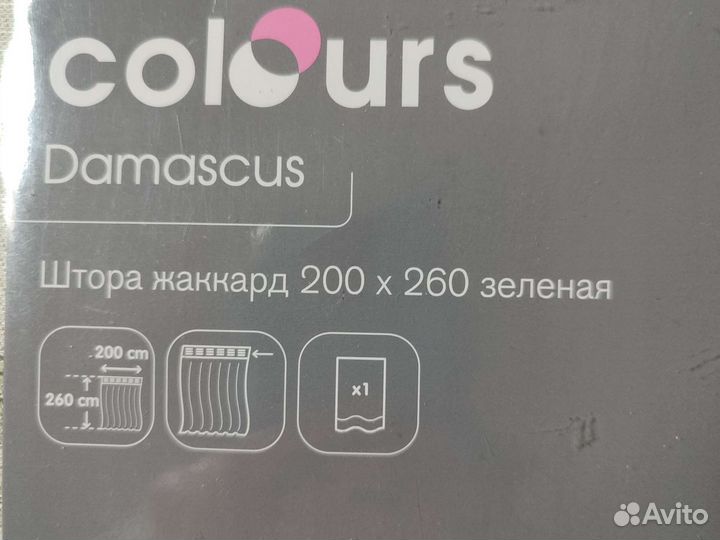 colours
Damascus
Штора жаккард 200 x 260 зеленая
200 cm
260 cm
x1
Avito